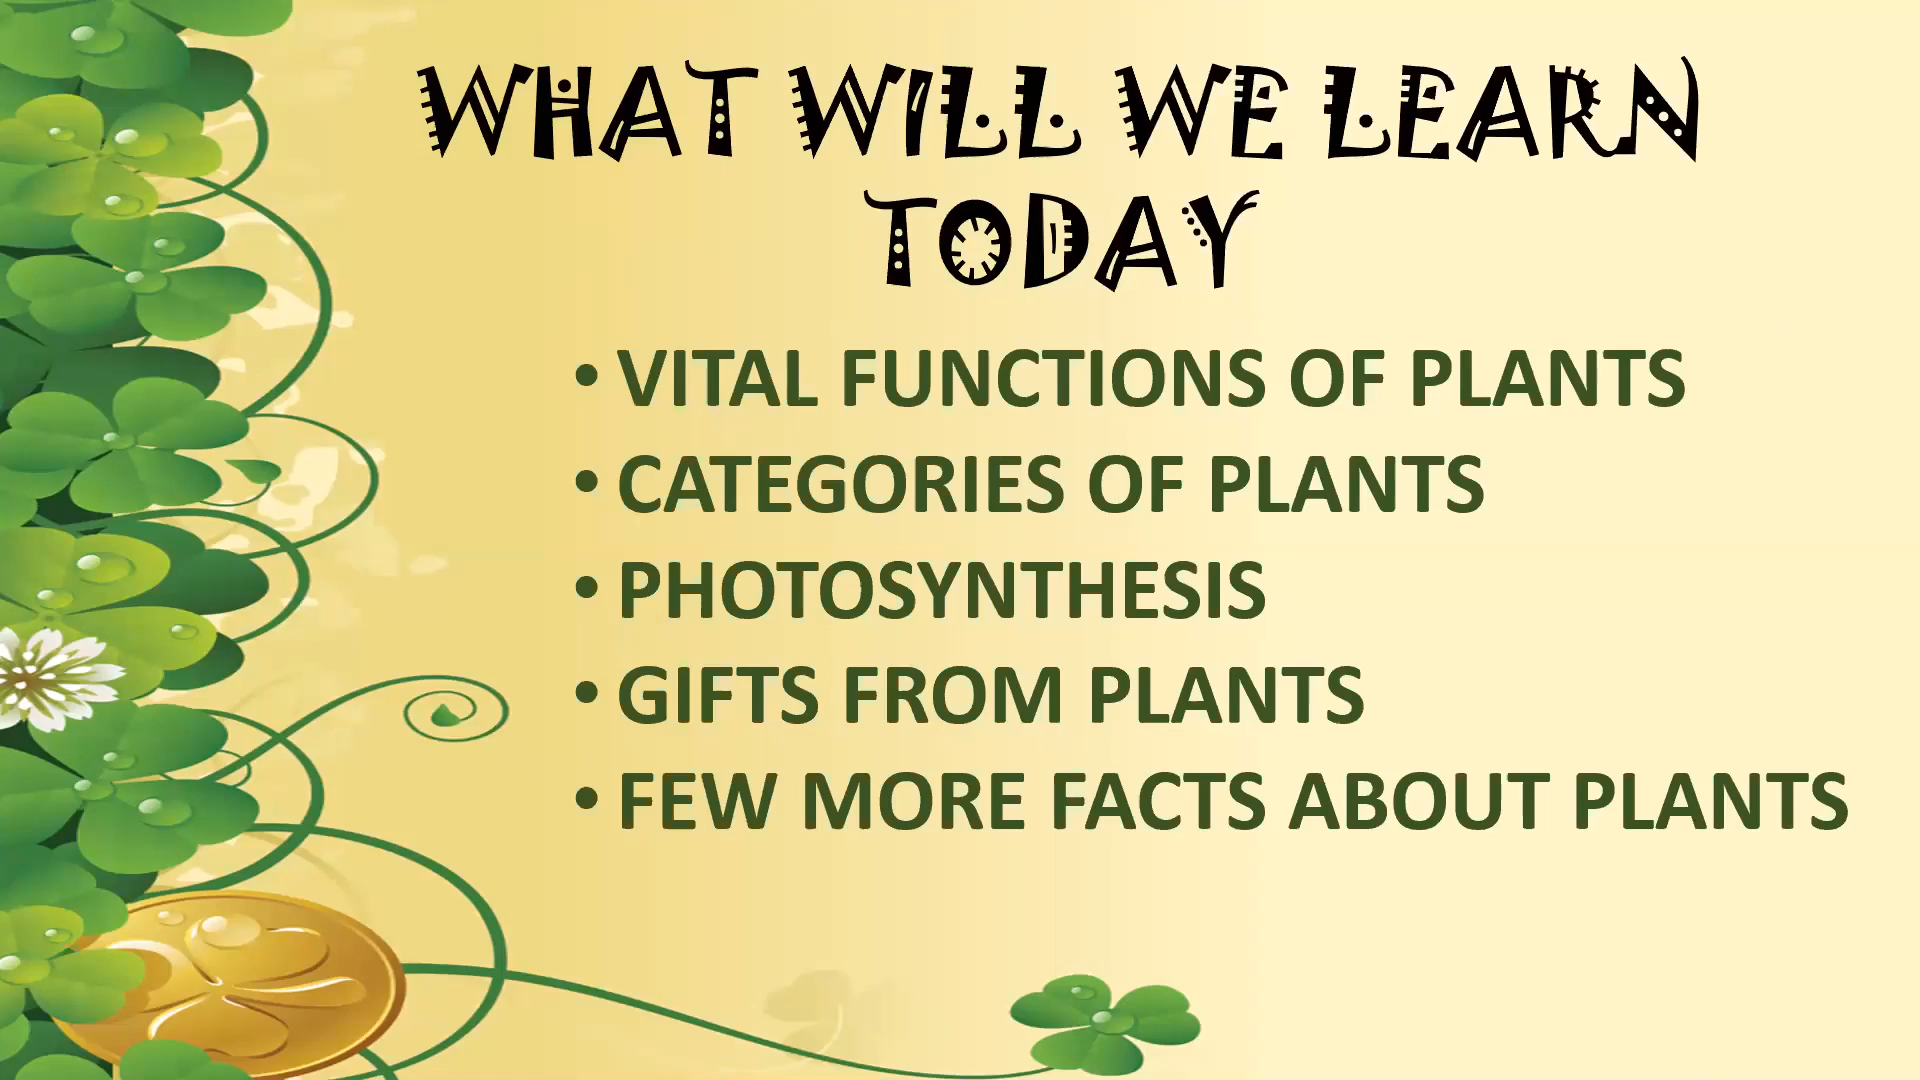 WHAT WILL WE LEARN
TODAY
• VITAL FUNCTIONS OF PLANTS
• CATEGORIES OF PLANTS
• PHOTOSYNTHESIS
• GIFTS FROM PLANTS
• FEW MORE FACTS ABOUT PLANTS